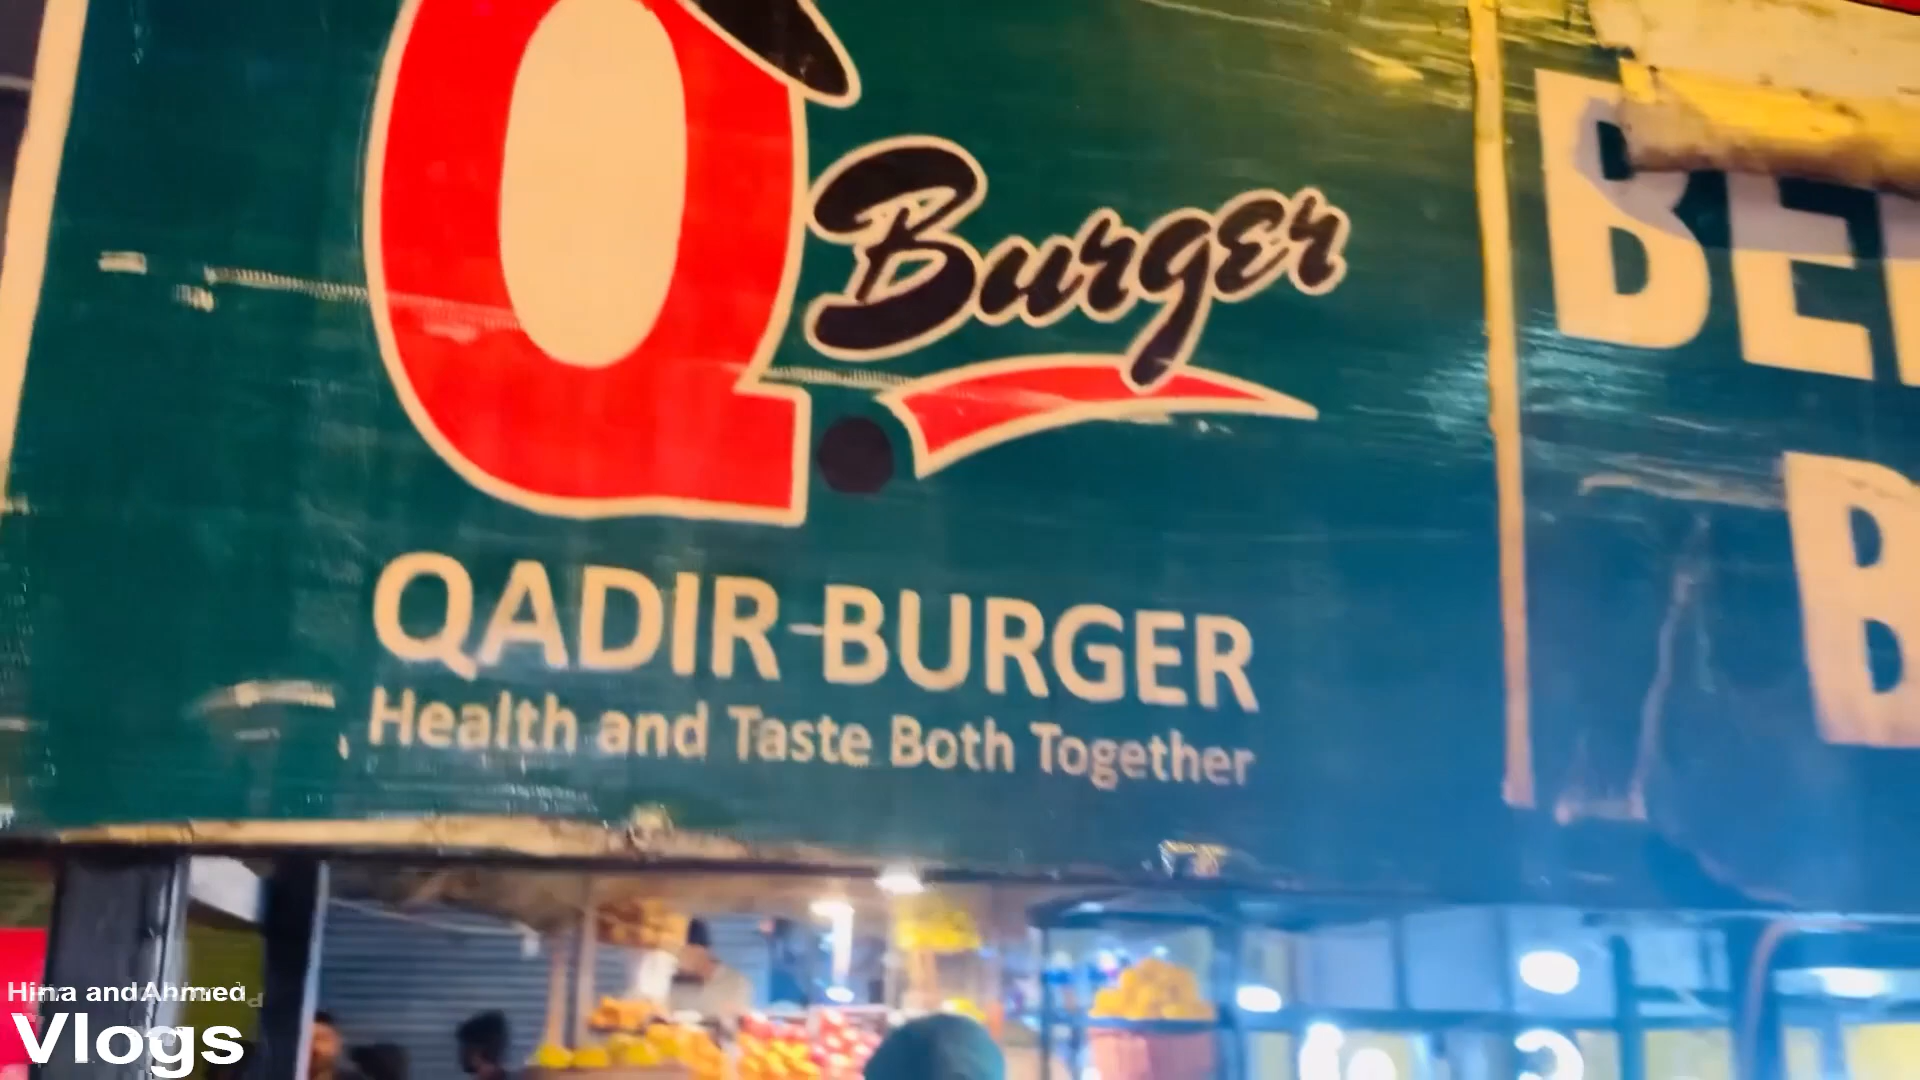 Q. Burger
QADIR BURGER
Health and Taste Both Together
Hina and Ahmed
Vlogs